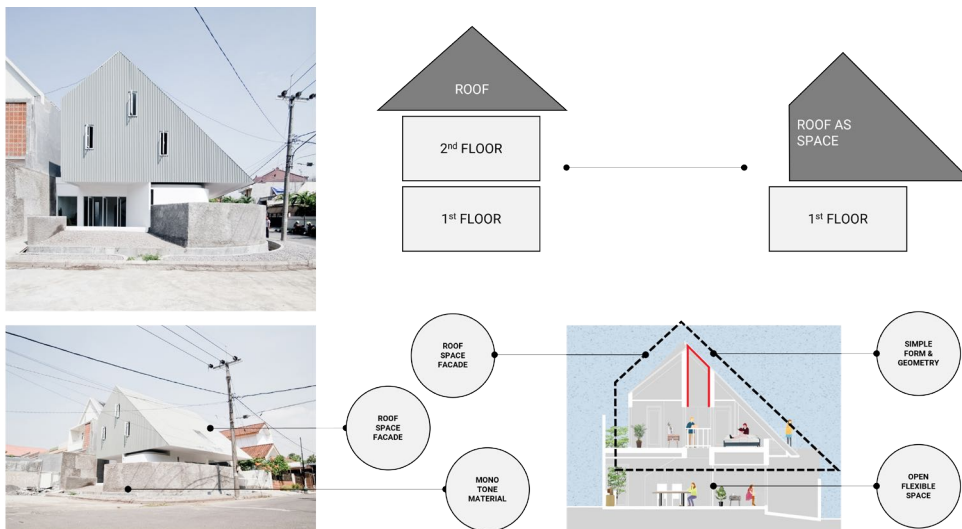 ROOF
2nd FLOOR
1st FLOOR
ROOF AS
SPACE
1st FLOOR
ROOF
SPACE
FACADE
SIMPLE
FORM &
GEOMETRY
ROOF
SPACE
FACADE
MONO
TONE
MATERIAL
OPEN
FLEXIBLE
SPACE